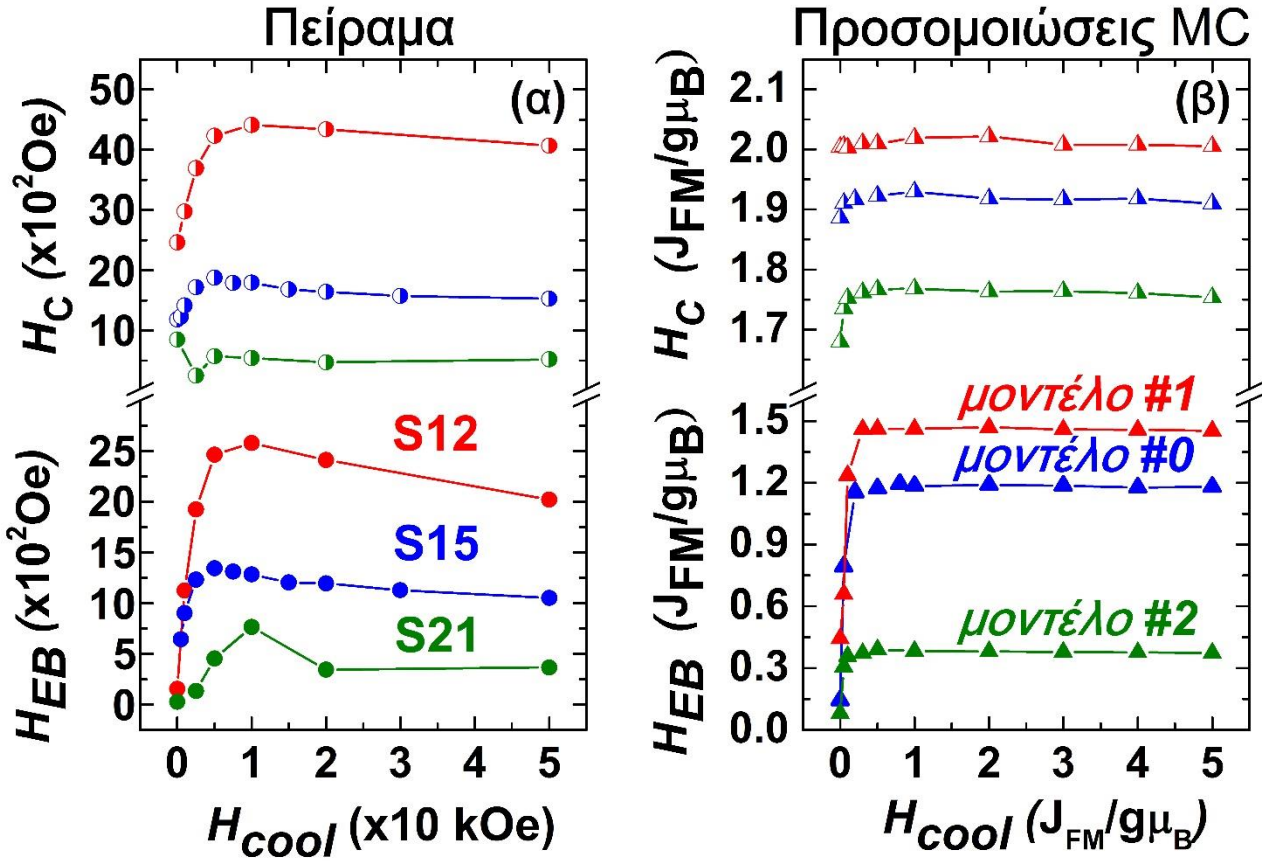 Πείραμα
Προσομοιώσεις MC
(α)
50
40
30
20
10
H_C (x10²Oe)
25
20
15
10
5
0
H_EB (x10²Oe)
S12
S15
S21
0 1 2 3 4 5
H_cool (x10 kOe)
(β)
2.1
2.0
1.9
1.8
1.7
H_C (J_FM/gμ_B)
1.5
1.2
0.9
0.6
0.3
0.0
H_EB (J_FM/gμ_B)
μοντέλο #1
μοντέλο #0
μοντέλο #2
0 1 2 3 4 5
H_cool (J_FM/gμ_B)